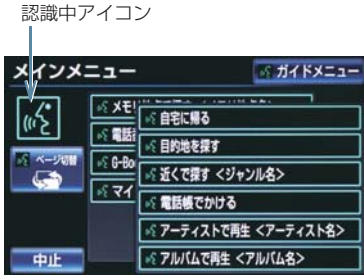 認識中アイコン
メインメニュー
ガイドメニュー
メモリ
自宅に帰る
電話
目的地を探す
ページ切替
G-Bo
近くで探す <ジャンル名>
マイ
電話帳でかける
アーティストで再生 <アーティスト名>
中止
アルバムで再生 <アルバム名>